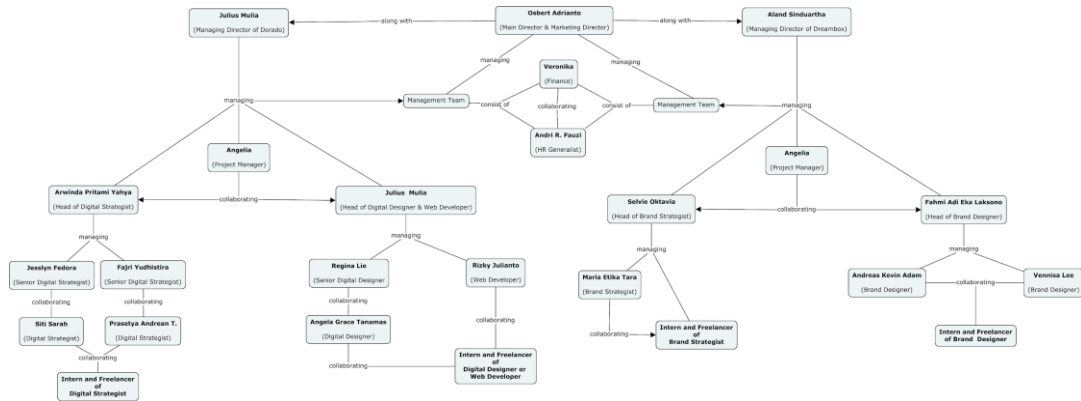 Julius Mulia
(Managing Director of Dorado)
along with
Osbert Adrianto
(Main Director & Marketing Director)
along with
Aland Sinduartha
(Managing Director of Dreambox)
managing
managing
Veronika
(Finance)
managing
Management Team
consist of
collaborating
consist of
Management Team
managing
Andri R. Fauzi
(HR Generalist)
Angelia
(Project Manager)
Angelia
(Project Manager)
Arwinda Pritami Yahya
(Head of Digital Strategist)
collaborating
Julius Mulia
(Head of Digital Designer & Web Developer)
Selvie Oktavia
(Head of Brand Strategist)
collaborating
Fahmi Adi Eka Laksono
(Head of Brand Designer)
managing
managing
managing
managing
Jesslyn Fedora
(Senior Digital Strategist)
Fajri Yudhistira
(Senior Digital Strategist)
Regina Lie
(Senior Digital Designer)
Rizky Julianto
(Web Developer)
Maria Etika Tara
(Brand Strategist)
Andreas Kevin Adam
(Brand Designer)
Vennisa Lee
(Brand Designer)
collaborating
collaborating
collaborating
collaborating
collaborating
Siti Sarah
(Digital Strategist)
Prasetya Andrean T.
(Digital Strategist)
Angela Grace Tanamas
(Digital Designer)
collaborating
Intern and Freelancer
of
Brand Strategist
Intern and Freelancer
of Brand Designer
collaborating
collaborating
Intern and Freelancer
of
Digital Strategist
Intern and Freelancer
of
Digital Designer or
Web Developer